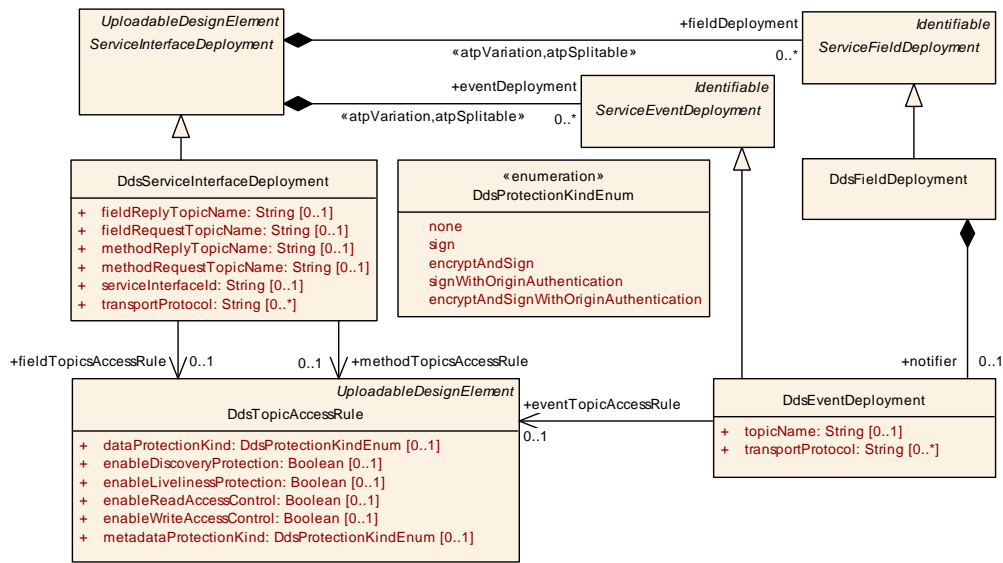 UploadableDesignElement
ServiceInterfaceDeployment
+fieldDeployment
«atpVariation,atpSplitable»
0..*
Identifiable
ServiceFieldDeployment
+eventDeployment
«atpVariation,atpSplitable»
0..*
Identifiable
ServiceEventDeployment
DdsServiceInterfaceDeployment
+ fieldReplyTopicName: String [0..1]
+ fieldRequestTopicName: String [0..1]
+ methodReplyTopicName: String [0..1]
+ methodRequestTopicName: String [0..1]
+ serviceInterfaceId: String [0..1]
+ transportProtocol: String [0..*]
«enumeration»
DdsProtectionKindEnum
none
sign
encryptAndSign
signWithOriginAuthentication
encryptAndSignWithOriginAuthentication
DdsFieldDeployment
+fieldTopicsAccessRule
0..1
0..1
+methodTopicsAccessRule
+notifier
0..1
UploadableDesignElement
DdsTopicAccessRule
+ dataProtectionKind: DdsProtectionKindEnum [0..1]
+ enableDiscoveryProtection: Boolean [0..1]
+ enableLivelinessProtection: Boolean [0..1]
+ enableReadAccessControl: Boolean [0..1]
+ enableWriteAccessControl: Boolean [0..1]
+ metadataProtectionKind: DdsProtectionKindEnum [0..1]
+eventTopicAccessRule
0..1
DdsEventDeployment
+ topicName: String [0..1]
+ transportProtocol: String [0..*]